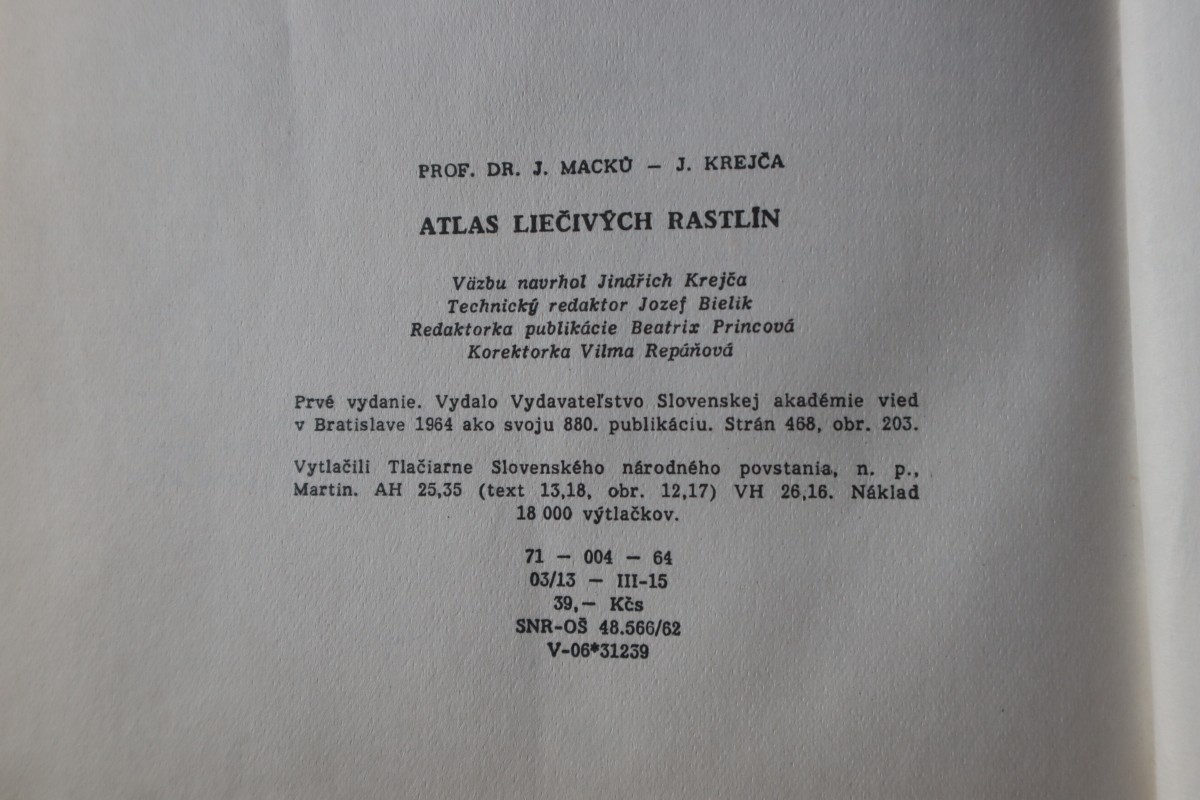 PROF. DR. J. MACKŮ — J. KREJČA
ATLAS LIEČIVÝCH RASTLÍN
Väzbu navrhol Jindřich Krejča
Technický redaktor Jozef Bielik
Redaktorka publikácie Beatrix Princová
Korektorka Vilma Repáňová
Prvé vydanie. Vydalo Vydavateľstvo Slovenskej akadémie vied
v Bratislave 1964 ako svoju 880. publikáciu. Strán 468, obr. 203.
Vytlačili Tlačiarne Slovenského národného povstania, n. p.,
Martin. AH 25,35 (text 13,18, obr. 12,17) VH 26,16. Náklad
18 000 výtlačkov.
71 — 004 — 64
03/13 — III-15
39,— Kčs
SNR-OŠ 48.566/62
V-06*31239